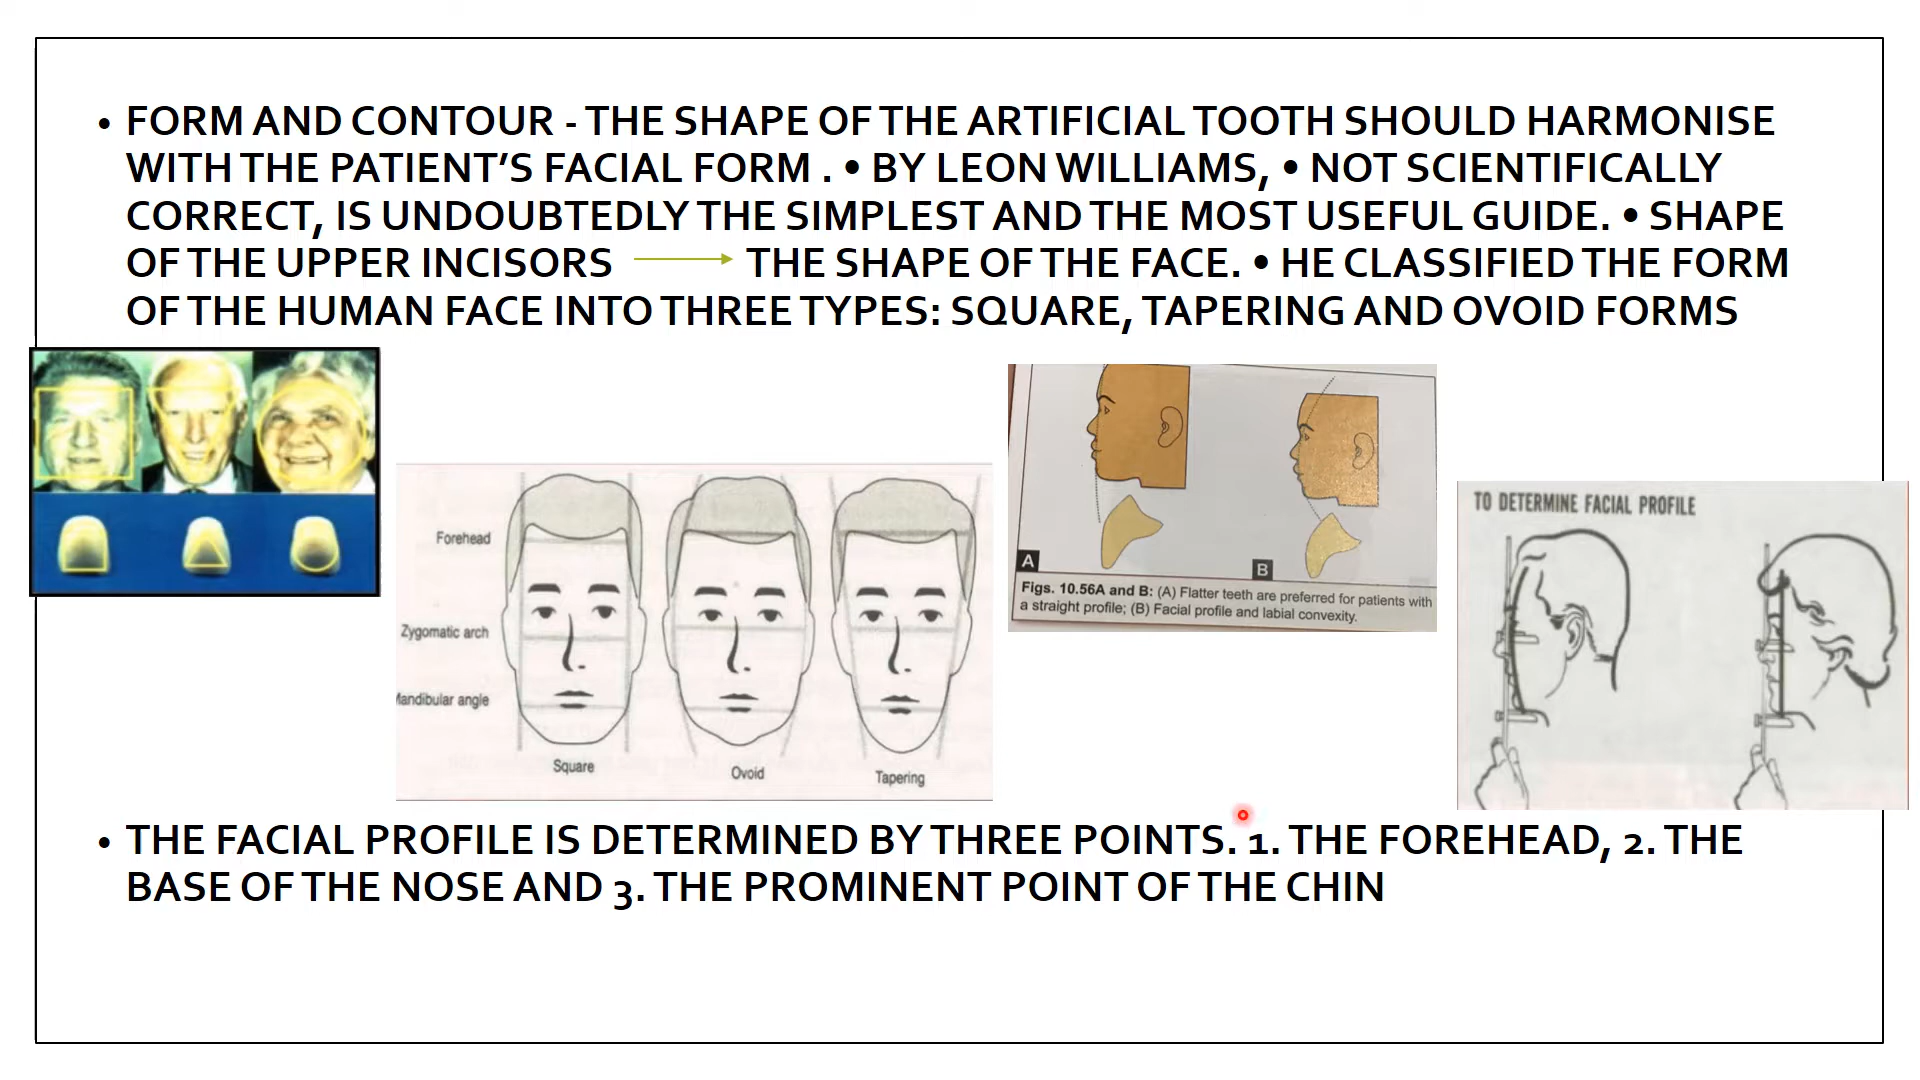 • FORM AND CONTOUR - THE SHAPE OF THE ARTIFICIAL TOOTH SHOULD HARMONISE
WITH THE PATIENT’S FACIAL FORM . • BY LEON WILLIAMS, • NOT SCIENTIFICALLY
CORRECT, IS UNDOUBTEDLY THE SIMPLEST AND THE MOST USEFUL GUIDE. • SHAPE
OF THE UPPER INCISORS → THE SHAPE OF THE FACE. • HE CLASSIFIED THE FORM
OF THE HUMAN FACE INTO THREE TYPES: SQUARE, TAPERING AND OVOID FORMS
Forehead
Zygomatic arch
Mandibular angle
Square
Ovoid
Tapering
A
B
Figs. 10.56A and B: (A) Flatter teeth are preferred for patients with
a straight profile; (B) Facial profile and labial convexity.
TO DETERMINE FACIAL PROFILE
• THE FACIAL PROFILE IS DETERMINED BY THREE POINTS. 1. THE FOREHEAD, 2. THE
BASE OF THE NOSE AND 3. THE PROMINENT POINT OF THE CHIN